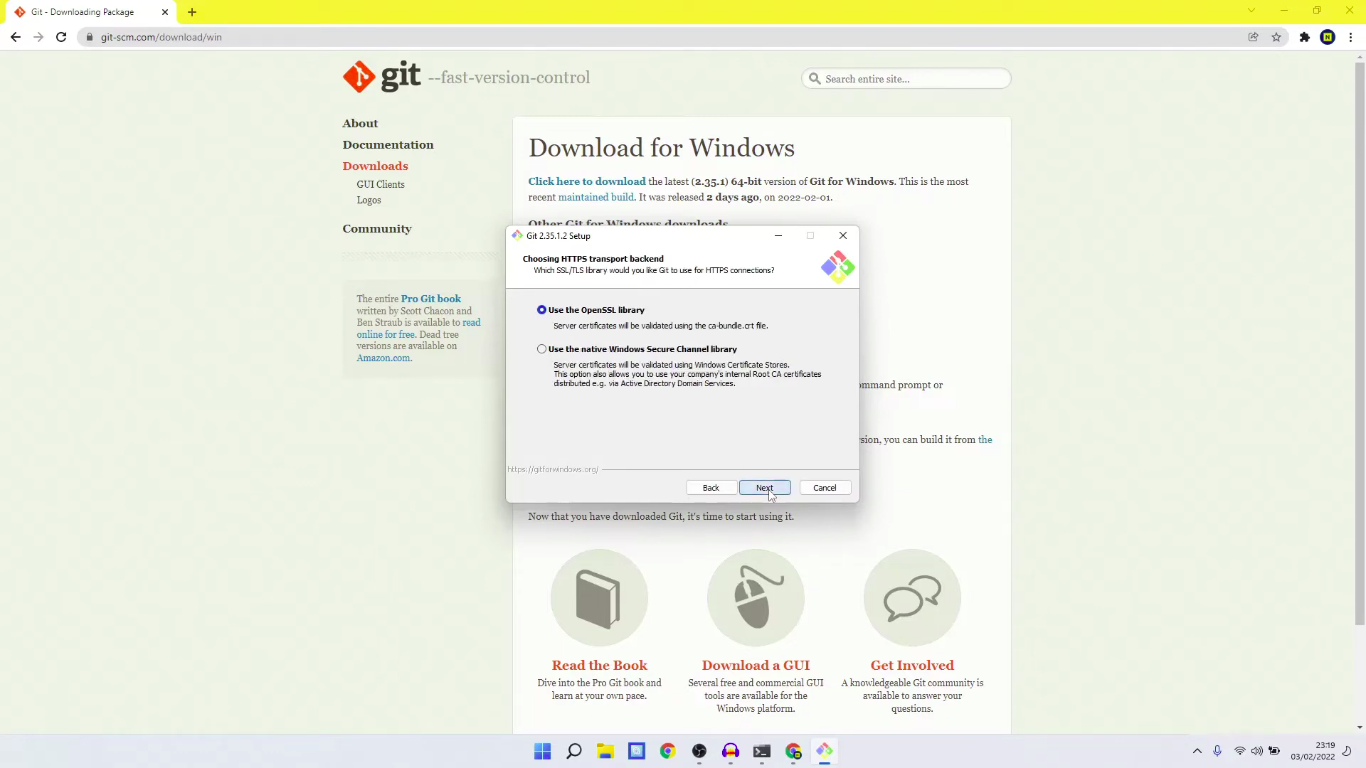 Git - Downloading Package
git-scm.com/download/win
git --fast-version-control
Search entire site...
About
Documentation
Downloads
GUI Clients
Logos
Community
The entire Pro Git book
written by Scott Chacon and
Ben Straub is available to read
online for free. Dead tree
versions are available on
Amazon.com.
Download for Windows
Click here to download the latest (2.35.1) 64-bit version of Git for Windows. This is the most
recent maintained build. It was released 2 days ago, on 2022-02-01.
Other Git for Windows downloads
Git 2.35.1.2 Setup
Choosing HTTPS transport backend
Which SSL/TLS library would you like Git to use for HTTPS connections?
Use the OpenSSL library
Server certificates will be validated using the ca-bundle.crt file.
Use the native Windows Secure Channel library
Server certificates will be validated using Windows Certificate Stores.
This option also allows you to use your company's internal Root CA certificates
distributed e.g. via Active Directory Domain Services.
https://gitforwindows.org/
Back Next Cancel
ommand prompt or
sion, you can build it from the
Now that you have downloaded Git, it's time to start using it.
Read the Book
Dive into the Pro Git book and
learn at your own pace.
Download a GUI
Several free and commercial GUI
tools are available for the
Windows platform.
Get Involved
A knowledgeable Git community is
available to answer your
questions.
23:19
03/02/2022